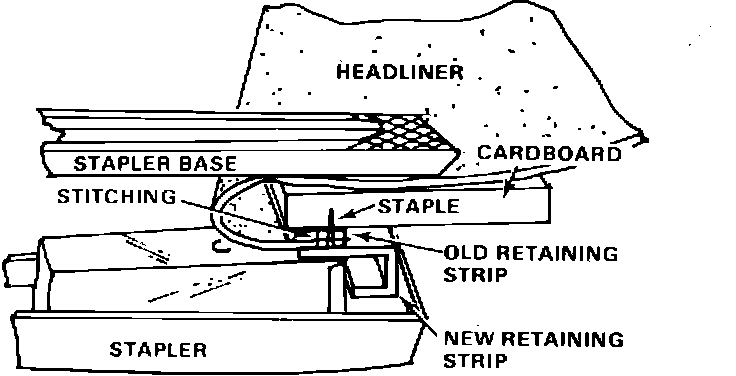 HEADLINER
STAPLER BASE
CARDBOARD
STITCHING
STAPLE
OLD RETAINING
STRIP
NEW RETAINING
STRIP
STAPLER